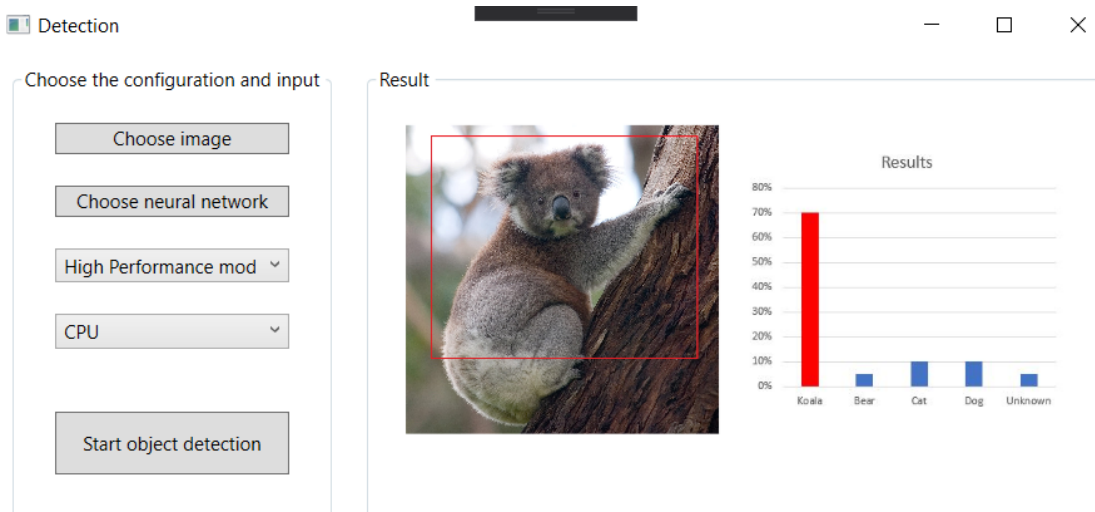 Detection
Choose the configuration and input
Choose image
Choose neural network
High Performance mod
CPU
Start object detection
Result
Results
80%
70%
60%
50%
40%
30%
20%
10%
0%
Koala Bear Cat Dog Unknown